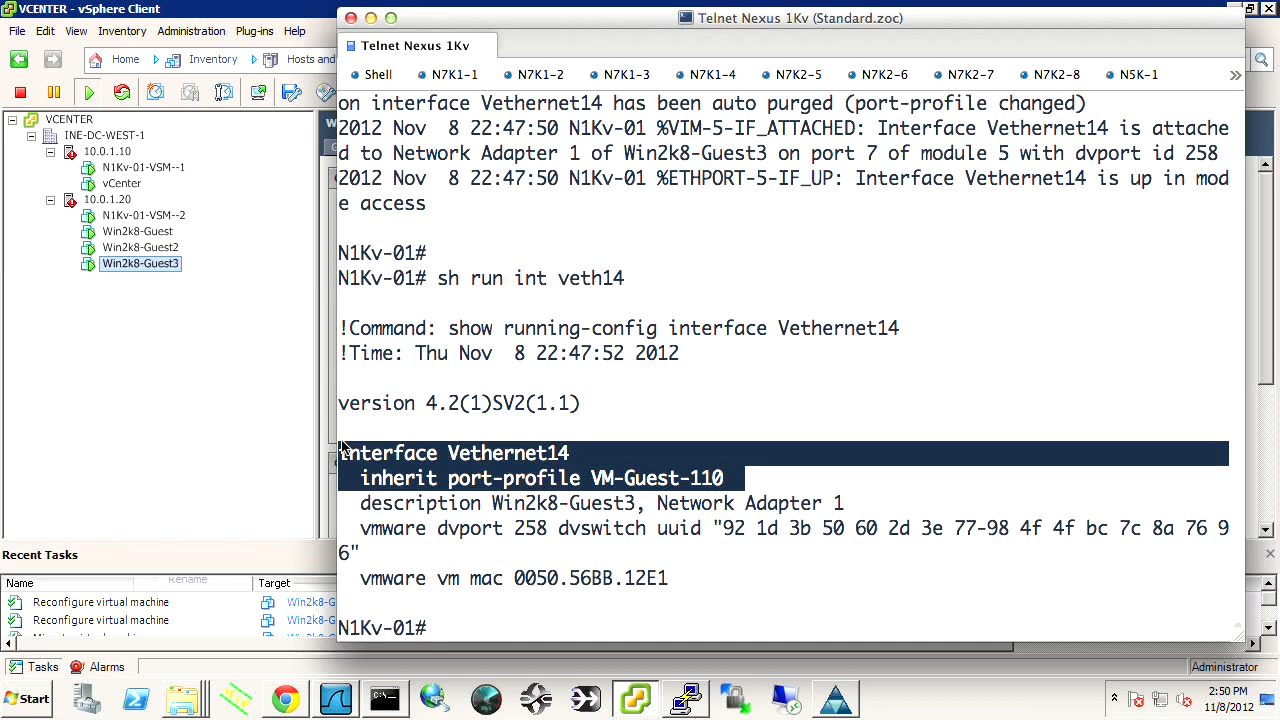 VCENTER - vSphere Client
File Edit View Inventory Administration Plug-ins Help
Home Inventory Hosts and
VCENTER
INE-DC-WEST-1
10.0.1.10
N1Kv-01-VSM--1
vCenter
10.0.1.20
N1Kv-01-VSM--2
Win2k8-Guest
Win2k8-Guest2
Win2k8-Guest3
Telnet Nexus 1Kv (Standard.zoc)
Telnet Nexus 1Kv
Shell N7K1-1 N7K1-2 N7K1-3 N7K1-4 N7K2-5 N7K2-6 N7K2-7 N7K2-8 N5K-1 »
on interface Vethernet14 has been auto purged (port-profile changed)
2012 Nov  8 22:47:50 N1Kv-01 %VIM-5-IF_ATTACHED: Interface Vethernet14 is attache
d to Network Adapter 1 of Win2k8-Guest3 on port 7 of module 5 with dvport id 258
2012 Nov  8 22:47:50 N1Kv-01 %ETHPORT-5-IF_UP: Interface Vethernet14 is up in mod
e access
N1Kv-01#
N1Kv-01# sh run int veth14
!Command: show running-config interface Vethernet14
!Time: Thu Nov  8 22:47:52 2012
version 4.2(1)SV2(1.1)
interface Vethernet14
inherit port-profile VM-Guest-110
description Win2k8-Guest3, Network Adapter 1
vmware dvport 258 dvswitch uuid "92 1d 3b 50 60 2d 3e 77-98 4f 4f bc 7c 8a 76 9
6"
vmware vm mac 0050.56BB.12E1
N1Kv-01#
Recent Tasks
Name Rename Target
Reconfigure virtual machine Win2k8-G
Reconfigure virtual machine Win2k8-G
Tasks Alarms Administrator
Start 2:50 PM
11/8/2012